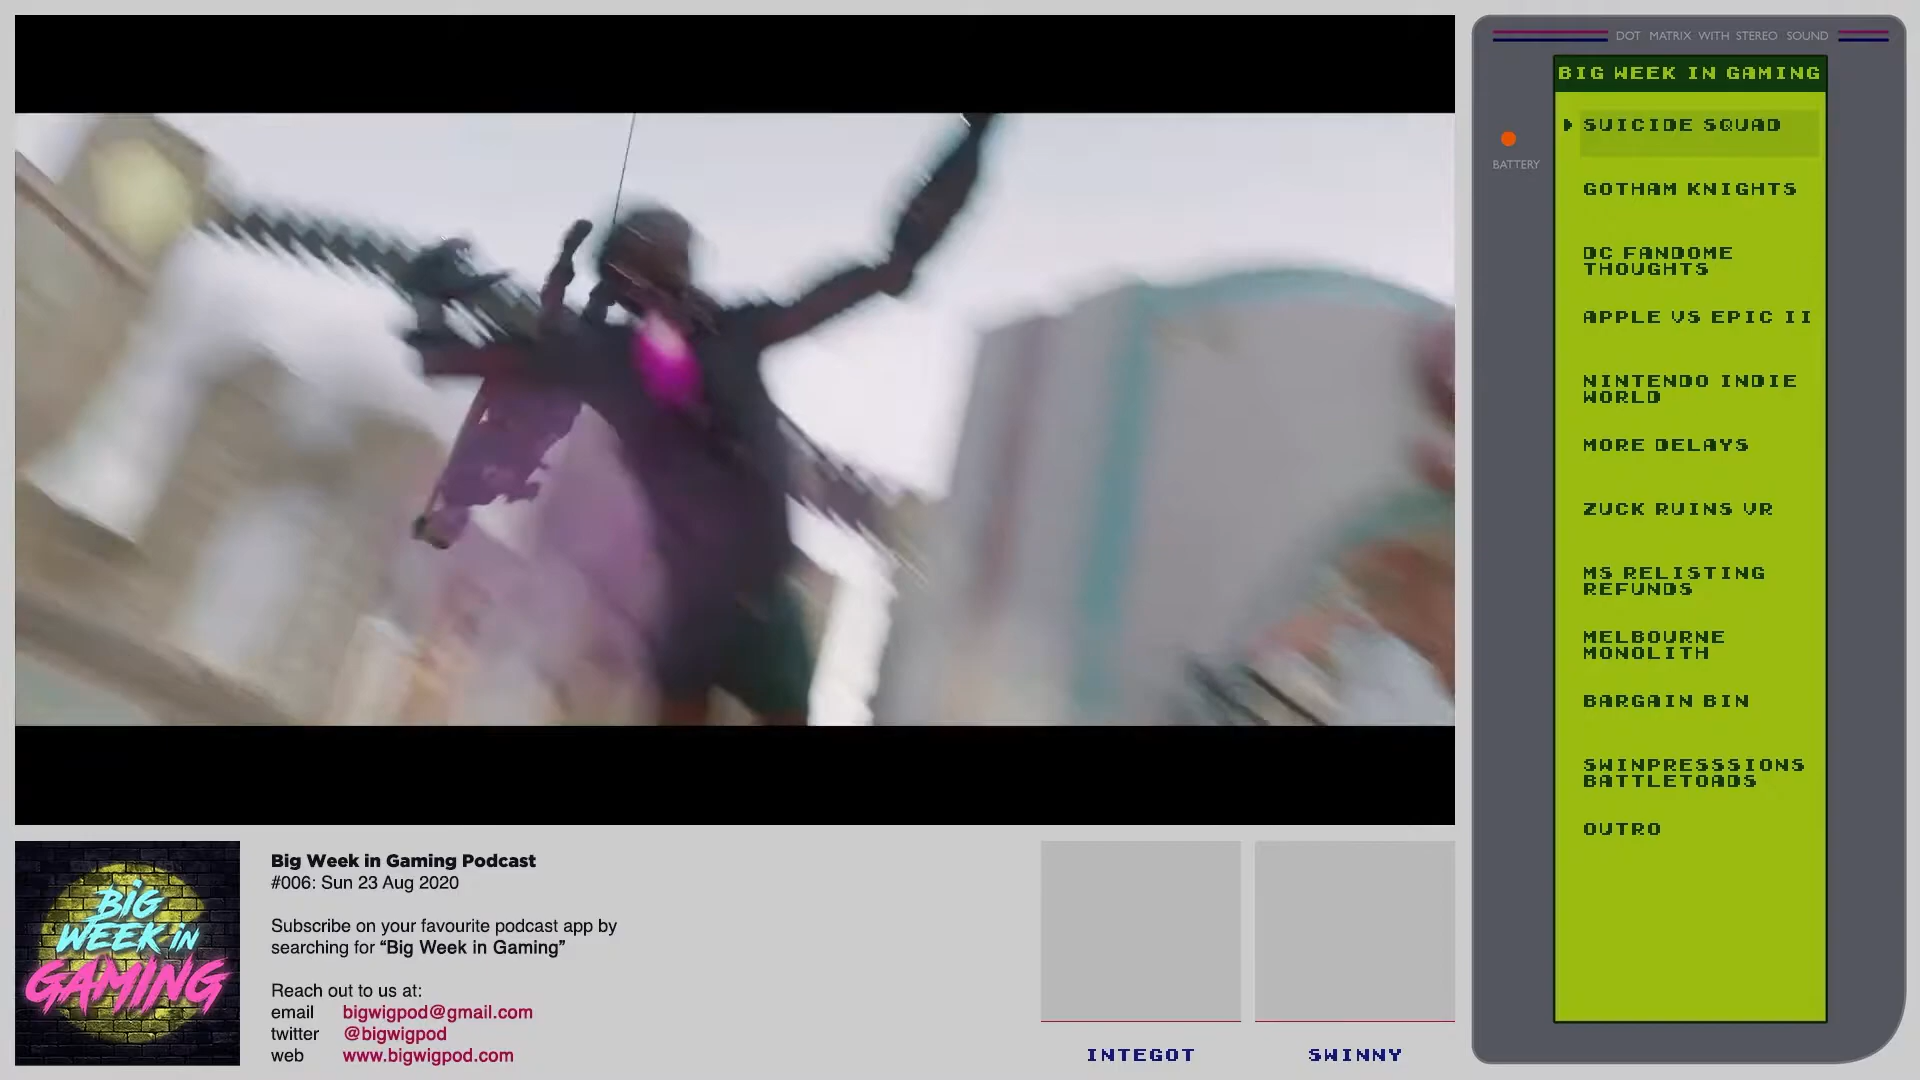 DOT MATRIX WITH STEREO SOUND
BIG WEEK IN GAMING
BATTERY
SUICIDE SQUAD
GOTHAM KNIGHTS
DC FANDOME
THOUGHTS
APPLE VS EPIC II
NINTENDO INDIE
WORLD
MORE DELAYS
ZUCK RUINS VR
MS RELISTING
REFUNDS
MELBOURNE
MONOLITH
BARGAIN BIN
SWINPRESSSIONS
BATTLETOADS
OUTRO
BIG
WEEK IN
GAMING
Big Week in Gaming Podcast
#006: Sun 23 Aug 2020
Subscribe on your favourite podcast app by
searching for “Big Week in Gaming”
Reach out to us at:
email bigwigpod@gmail.com
twitter @bigwigpod
web www.bigwigpod.com
INTEGOT
SWINNY